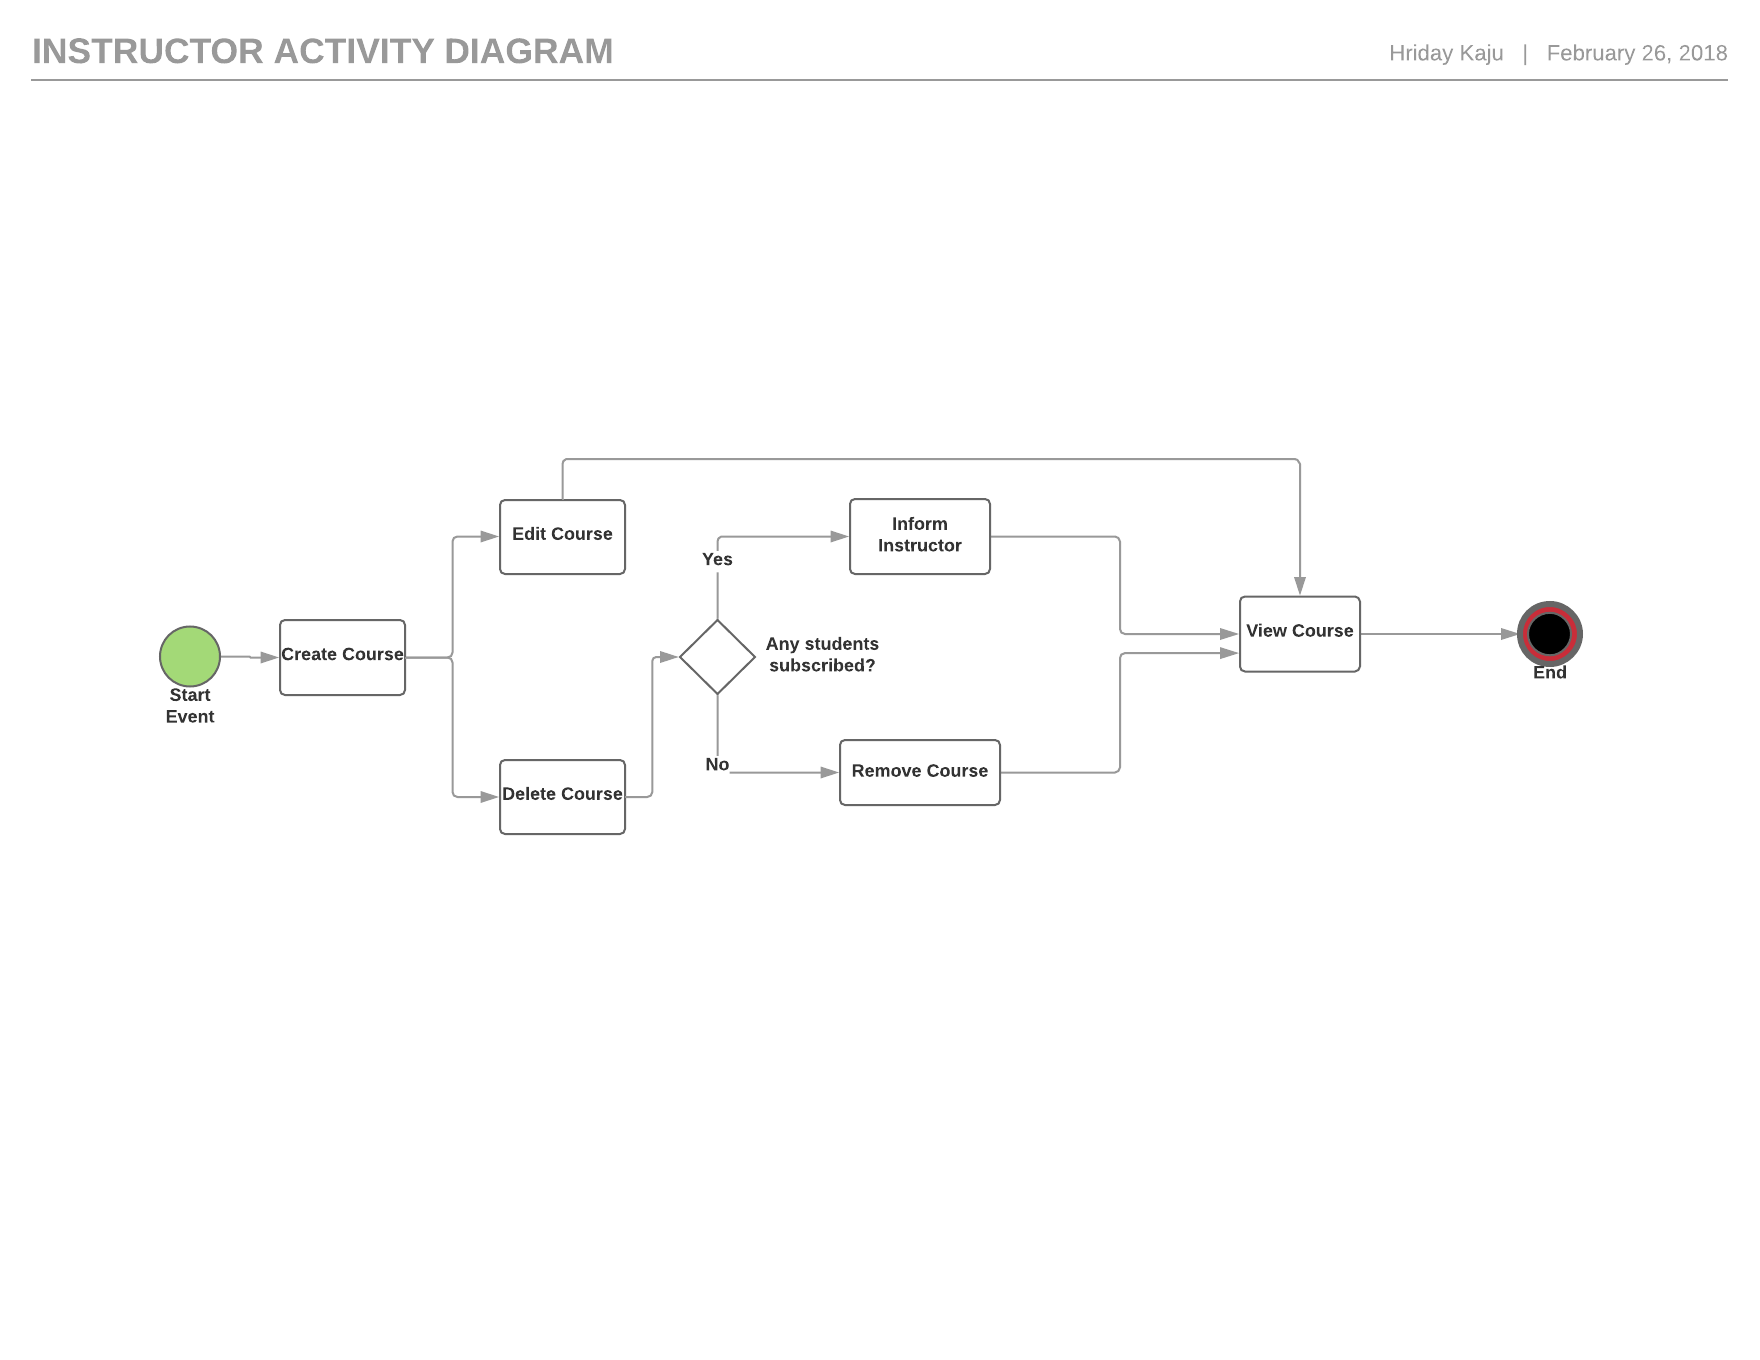 INSTRUCTOR ACTIVITY DIAGRAM
Hriday Kaju | February 26, 2018
Start
Event
Create Course
Edit Course
Delete Course
Yes
Any students
subscribed?
No
Inform
Instructor
Remove Course
View Course
End